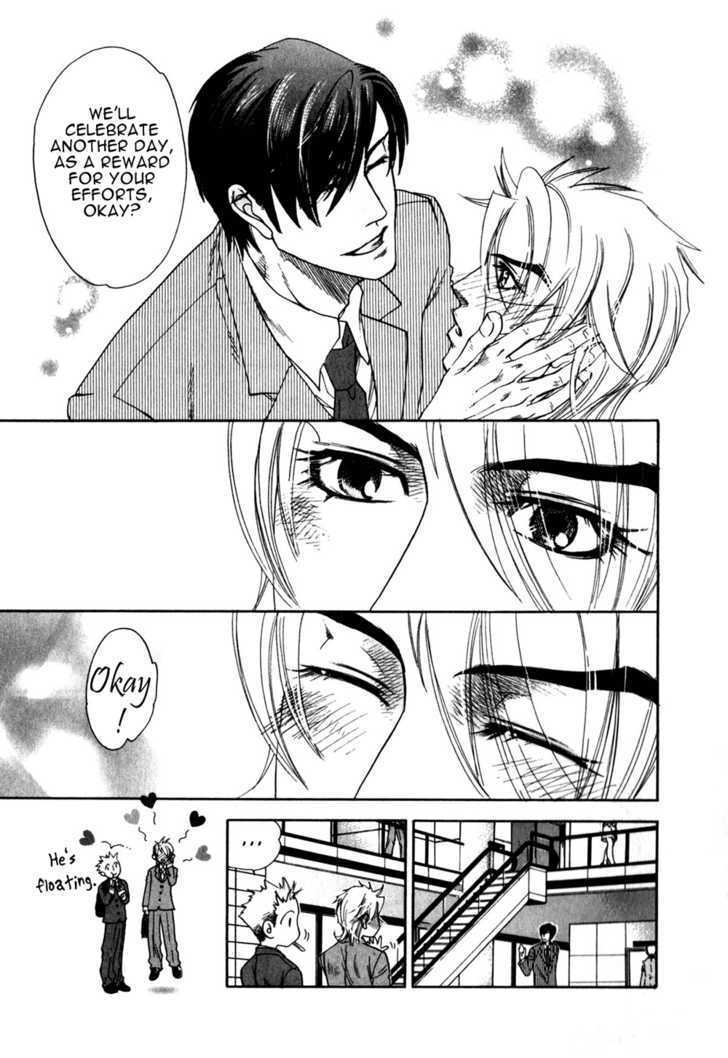 WE'LL
CELEBRATE
ANOTHER DAY,
AS A REWARD
FOR YOUR
EFFORTS,
OKAY?
Okay
!
...
He's
floating.